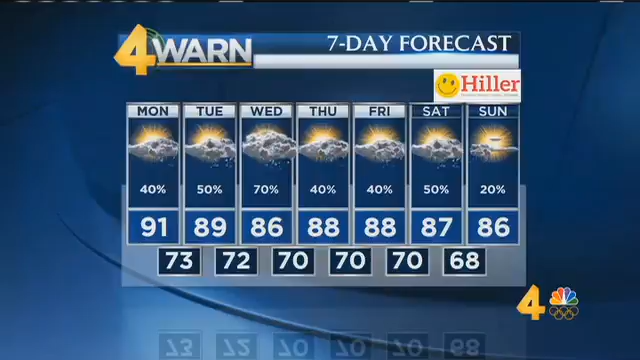 4WARN
7-DAY FORECAST
Hiller
MON TUE WED THU FRI SAT SUN
40% 50% 70% 40% 40% 50% 20%
91 89 86 88 88 87 86
73 72 70 70 70 68
4